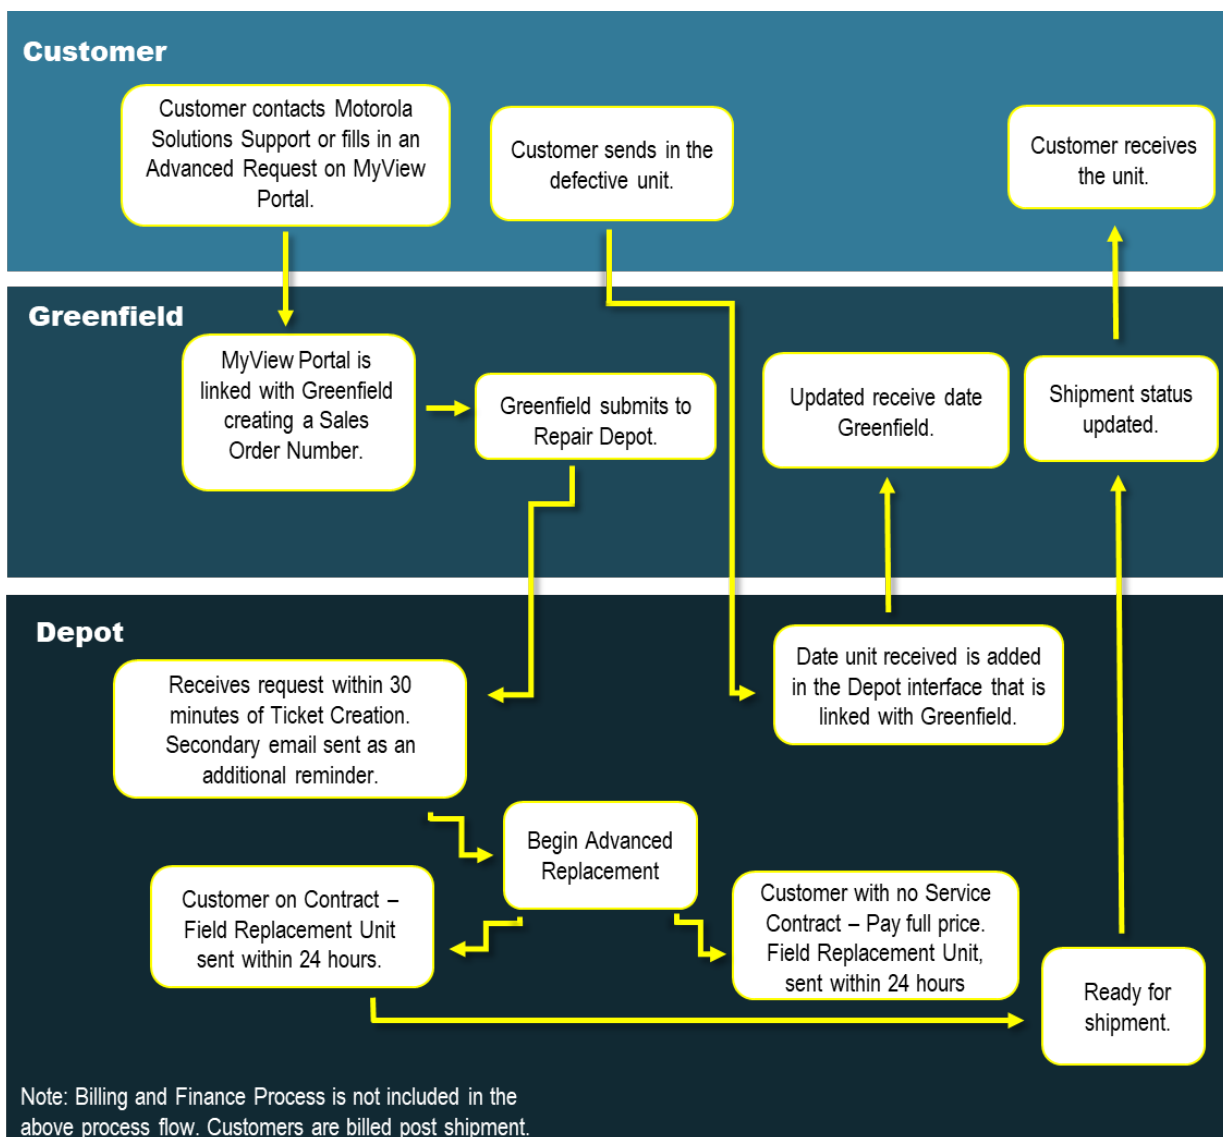 Customer
Customer contacts Motorola
Solutions Support or fills in an
Advanced Request on MyView
Portal.
Customer sends in the
defective unit.
Customer receives
the unit.
Greenfield
MyView Portal is
linked with Greenfield
creating a Sales
Order Number.
Greenfield submits to
Repair Depot.
Updated receive date
Greenfield.
Shipment status
updated.
Depot
Receives request within 30
minutes of Ticket Creation.
Secondary email sent as an
additional reminder.
Date unit received is added
in the Depot interface that is
linked with Greenfield.
Begin Advanced
Replacement
Customer on Contract –
Field Replacement Unit
sent within 24 hours.
Customer with no Service
Contract – Pay full price.
Field Replacement Unit,
sent within 24 hours
Ready for
shipment.
Note: Billing and Finance Process is not included in the
above process flow. Customers are billed post shipment.